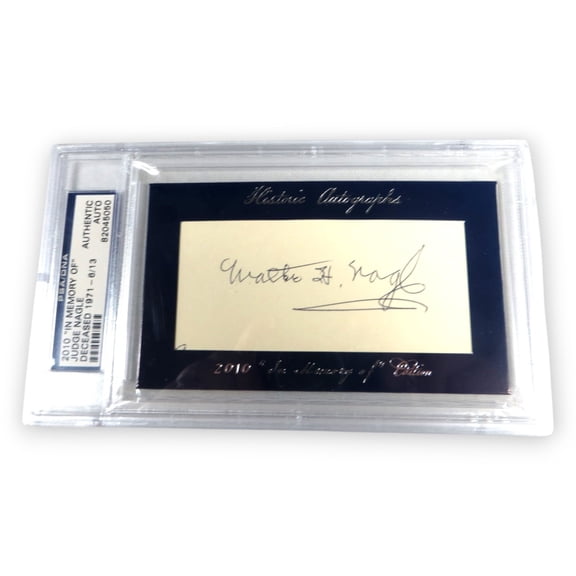 PSA/DNA
2010 "IN MEMORY OF"
JUDGE NAGLE
DECEASED 1971 - 6/13
AUTHENTIC
AUTO
82045050
Historic Autographs
Walter H. Nagle
2010 "In Memory of" Edition